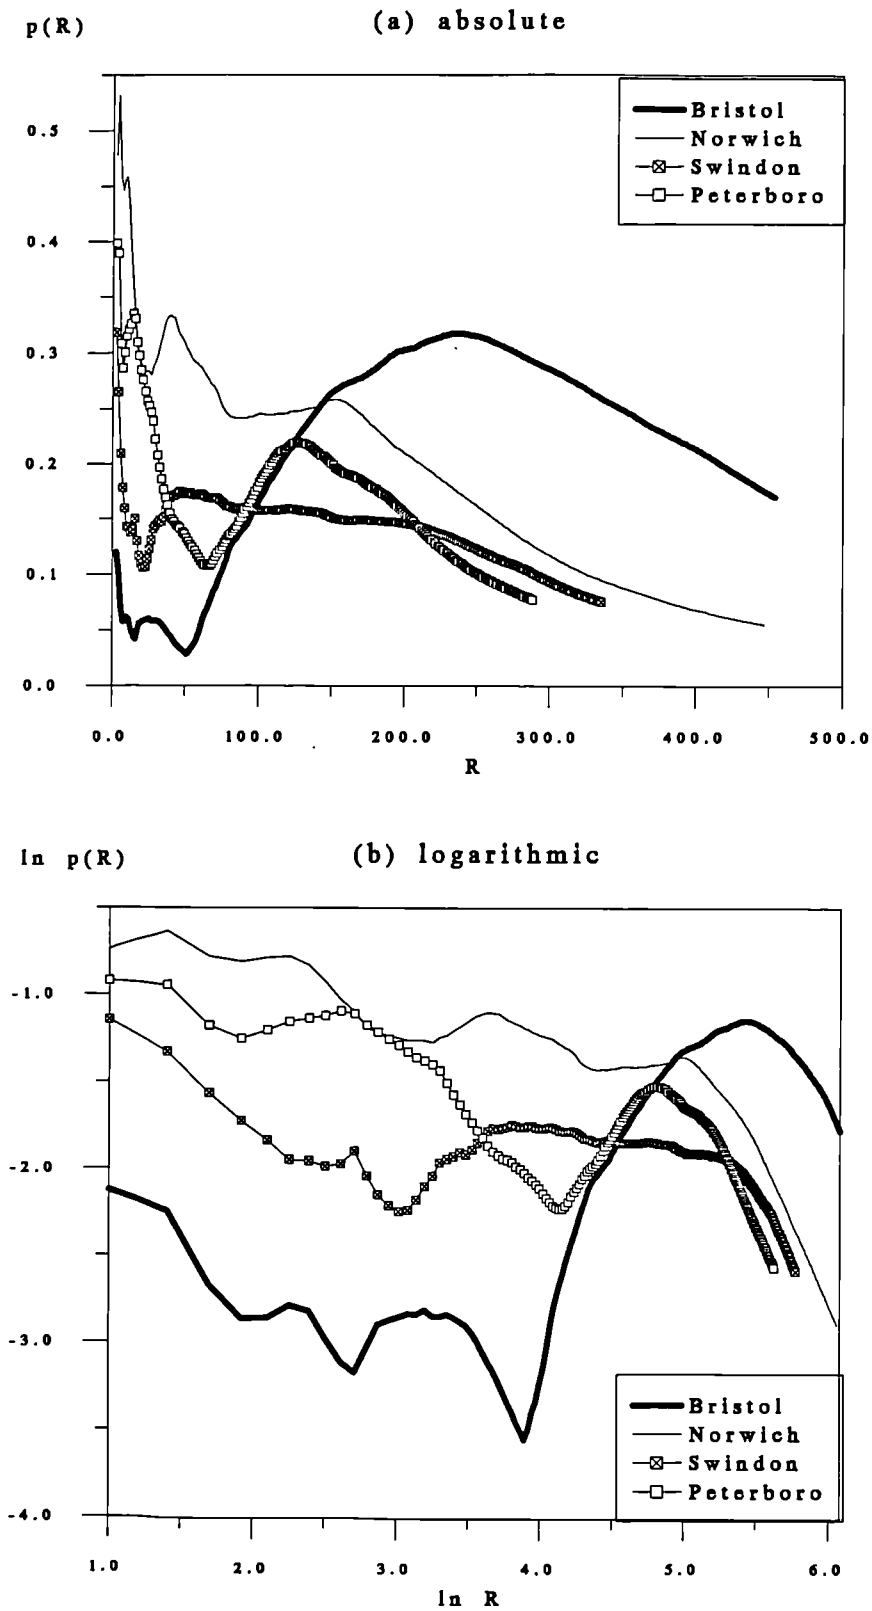 (a) absolute
p(R)
Bristol
Norwich
Swindon
Peterboro
0.5
0.4
0.3
0.2
0.1
0.0
0.0 100.0 200.0 300.0 400.0 500.0
R
(b) logarithmic
ln p(R)
-1.0
-2.0
-3.0
Bristol
Norwich
Swindon
Peterboro
-4.0
1.0 2.0 3.0 4.0 5.0 6.0
ln R